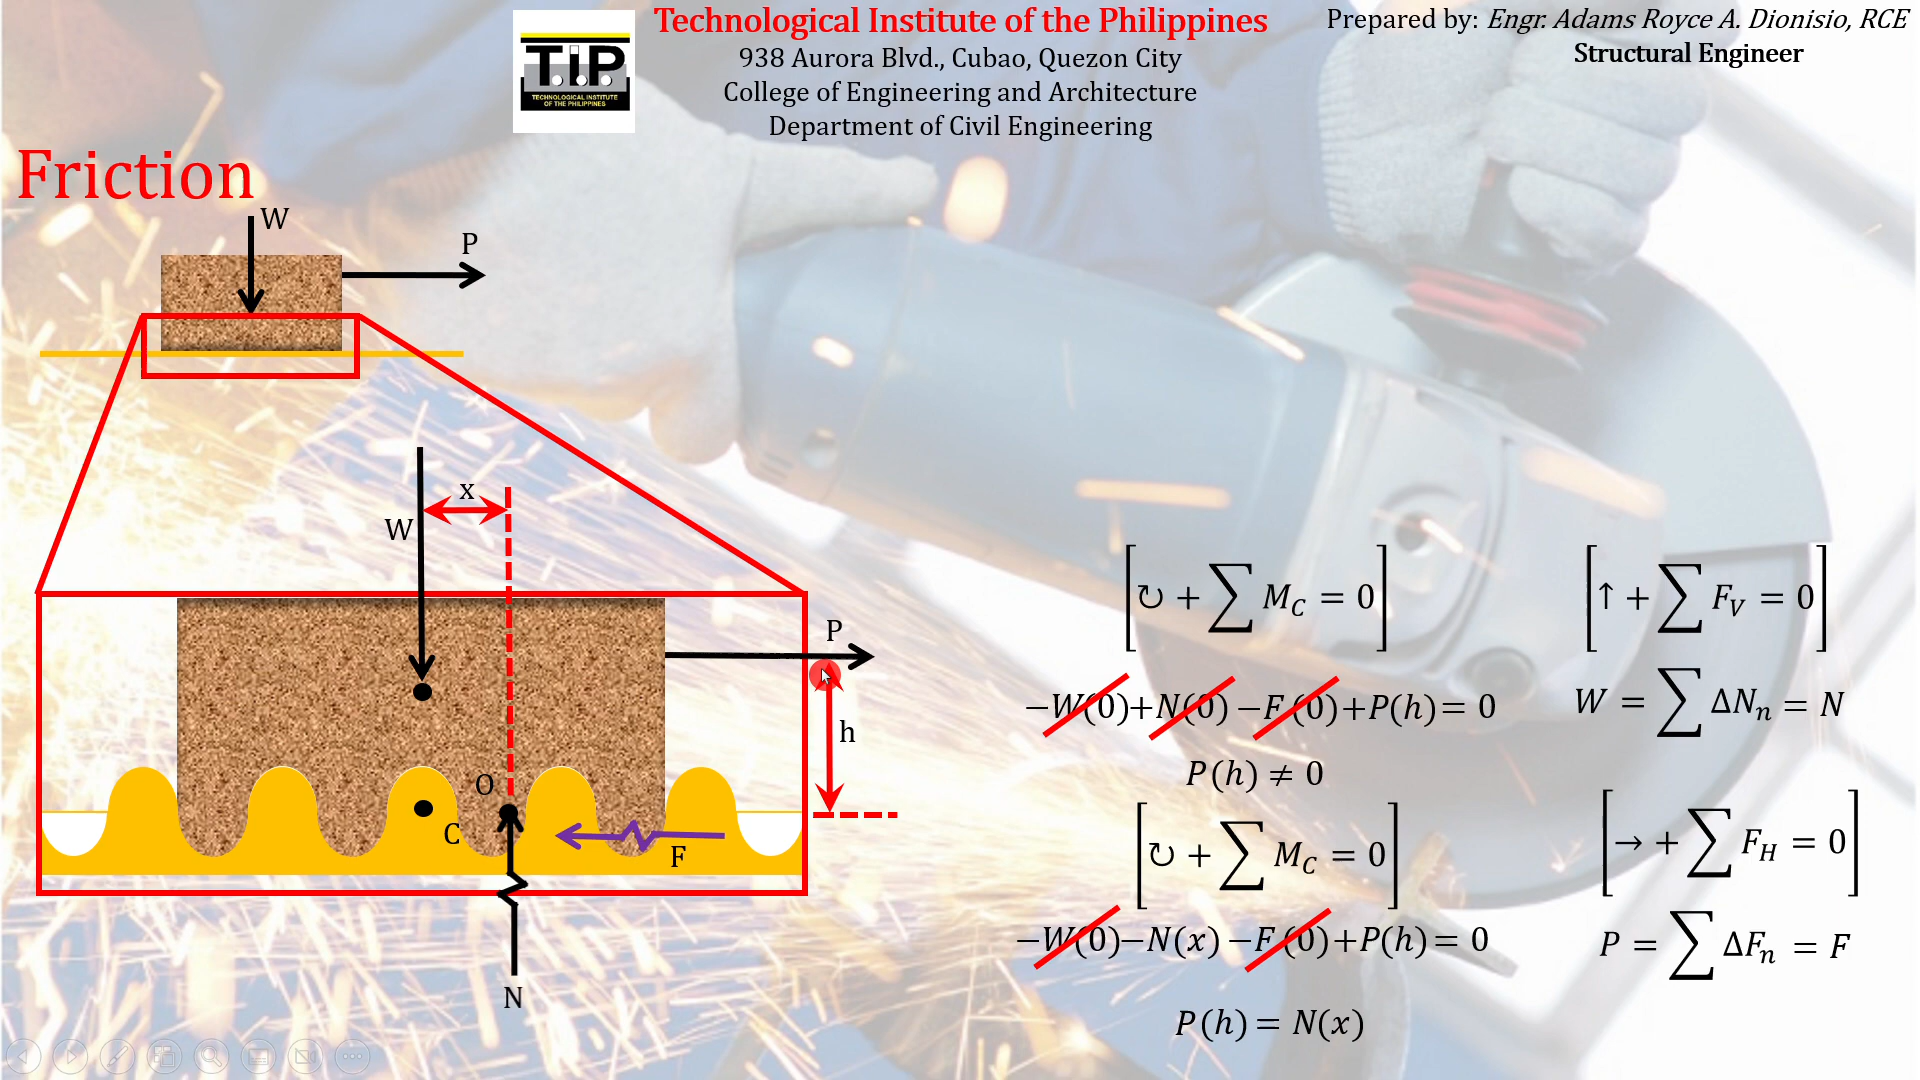 Technological Institute of the Philippines
938 Aurora Blvd., Cubao, Quezon City
College of Engineering and Architecture
Department of Civil Engineering
Prepared by: Engr. Adams Royce A. Dionisio, RCE
Structural Engineer
T.I.P
TECHNOLOGICAL INSTITUTE
OF THE PHILIPPINES
Friction
W
P
x
W
P
h
O
C
F
N
[↻ + ∑ M_C = 0]
−W(0)+N(0) −F (0)+P(h)= 0
P(h) ≠ 0
[↻ + ∑ M_C = 0]
−W(0)−N(x) −F (0)+P(h)= 0
P(h) = N(x)
[↑ + ∑ F_V = 0]
W = ∑ ΔN_n = N
[→ + ∑ F_H = 0]
P = ∑ ΔF_n = F